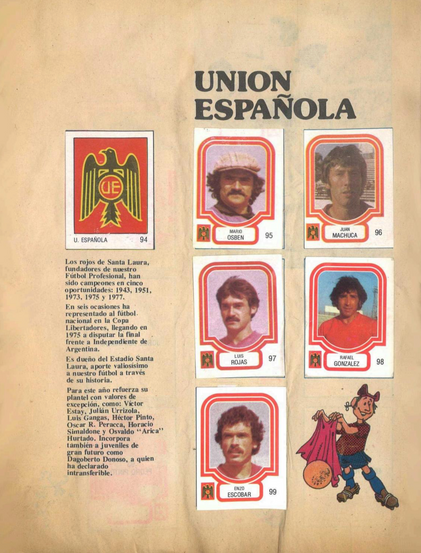 UNION
ESPAÑOLA
UE
U. ESPAÑOLA 94
MARIO
OSBEN 95
JUAN
MACHUCA 96
Los rojos de Santa Laura,
fundadores de nuestro
Fútbol Profesional, han
sido campeones en cinco
oportunidades: 1943, 1951,
1973, 1975 y 1977.
En seis ocasiones ha
representado al fútbol
nacional en la Copa
Libertadores, llegando en
1975 a disputar la final
frente a Independiente de
Argentina.
Es dueño del Estadio Santa
Laura, aporte valiosísimo
a nuestro fútbol a través
de su historia.
Para este año refuerza su
plantel con valores de
excepción, como: Víctor
Estay, Julián Urrizola,
Luis Gangas, Héctor Pinto,
Oscar R. Peracca, Horacio
Simaldone y Osvaldo "Arica"
Hurtado. Incorpora
también a juveniles de
gran futuro como
Dagoberto Donoso, a quien
ha declarado
intransferible.
LUIS
ROJAS 97
RAFAEL
GONZALEZ 98
ENZO
ESCOBAR 99